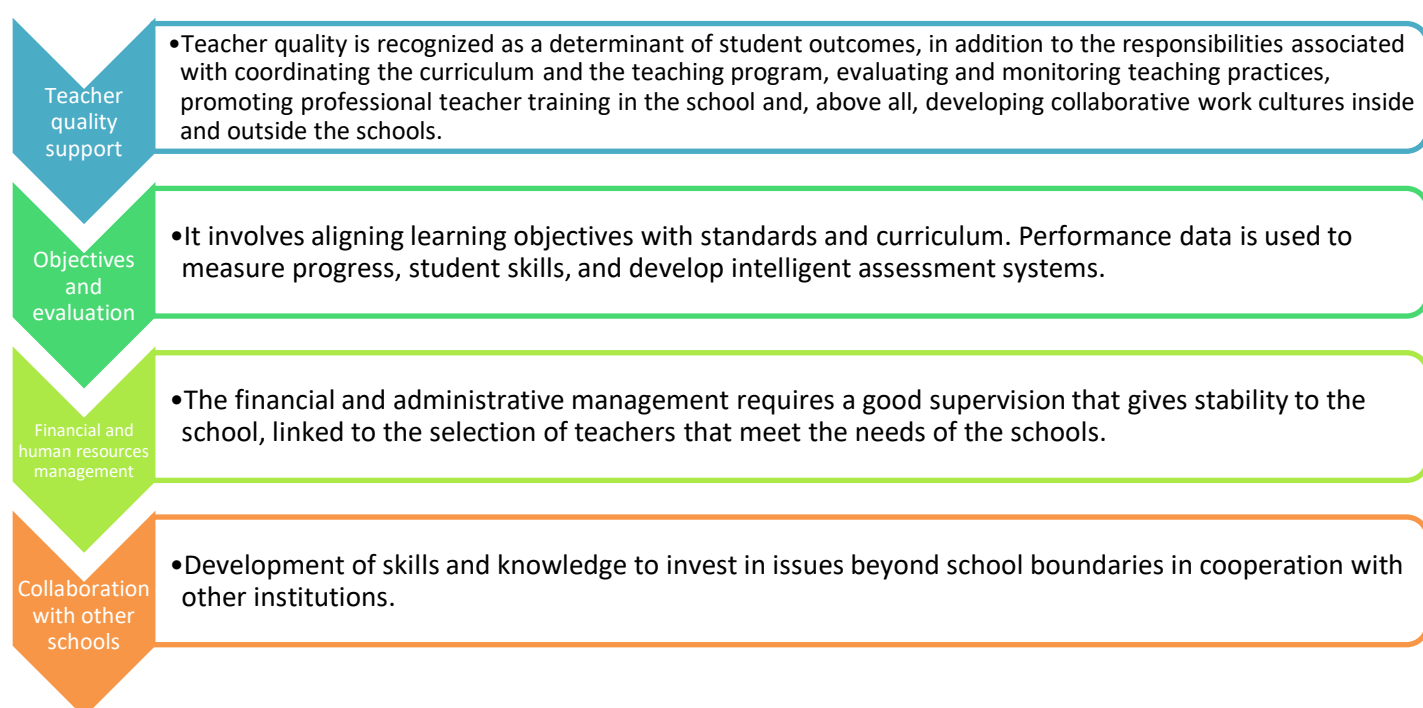 Teacher
quality
support
•Teacher quality is recognized as a determinant of student outcomes, in addition to the responsibilities associated
with coordinating the curriculum and the teaching program, evaluating and monitoring teaching practices,
promoting professional teacher training in the school and, above all, developing collaborative work cultures inside
and outside the schools.
Objectives
and
evaluation
•It involves aligning learning objectives with standards and curriculum. Performance data is used to
measure progress, student skills, and develop intelligent assessment systems.
Financial and
human resources
management
•The financial and administrative management requires a good supervision that gives stability to the
school, linked to the selection of teachers that meet the needs of the schools.
Collaboration
with other
schools
•Development of skills and knowledge to invest in issues beyond school boundaries in cooperation with
other institutions.